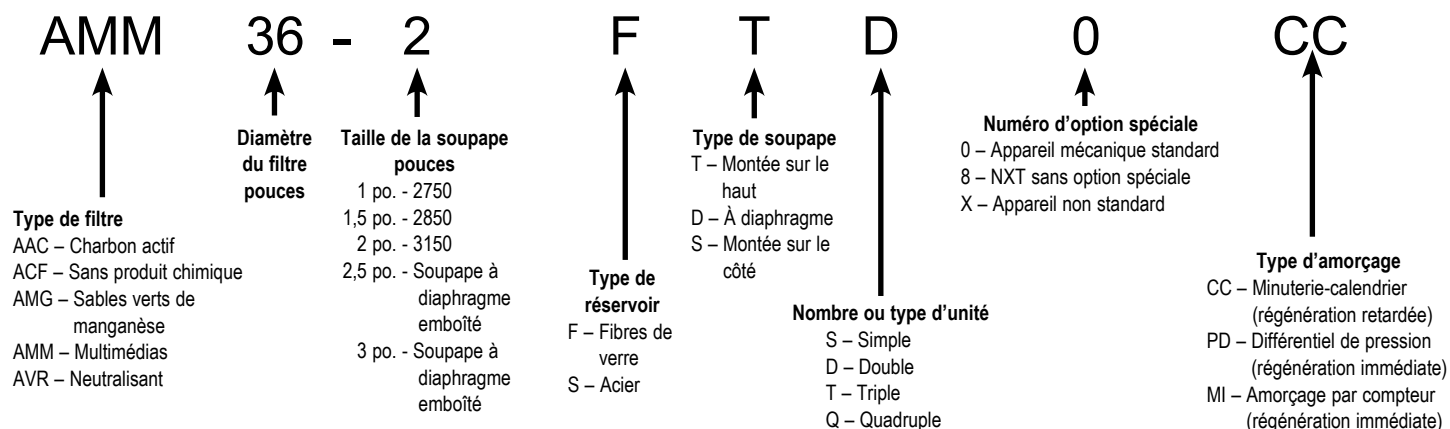 AMM 36 - 2 F T D 0 CC
Type de filtre
AAC – Charbon actif
ACF – Sans produit chimique
AMG – Sables verts de
manganèse
AMM – Multimédias
AVR – Neutralisant
Diamètre
du filtre
pouces
Taille de la soupape
pouces
1 po. - 2750
1,5 po. - 2850
2 po. - 3150
2,5 po. - Soupape à
diaphragme
emboîté
3 po. - Soupape à
diaphragme
emboîté
Type de
réservoir
F – Fibres de
verre
S – Acier
Type de soupape
T – Montée sur le
haut
D – À diaphragme
S – Montée sur le
côté
Nombre ou type d’unité
S – Simple
D – Double
T – Triple
Q – Quadruple
Numéro d’option spéciale
0 – Appareil mécanique standard
8 – NXT sans option spéciale
X – Appareil non standard
Type d’amorçage
CC – Minuterie-calendrier
(régénération retardée)
PD – Différentiel de pression
(régénération immédiate)
MI – Amorçage par compteur
(régénération immédiate)